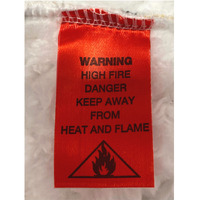 WARNING
HIGH FIRE
DANGER
KEEP AWAY
FROM
HEAT AND FLAME